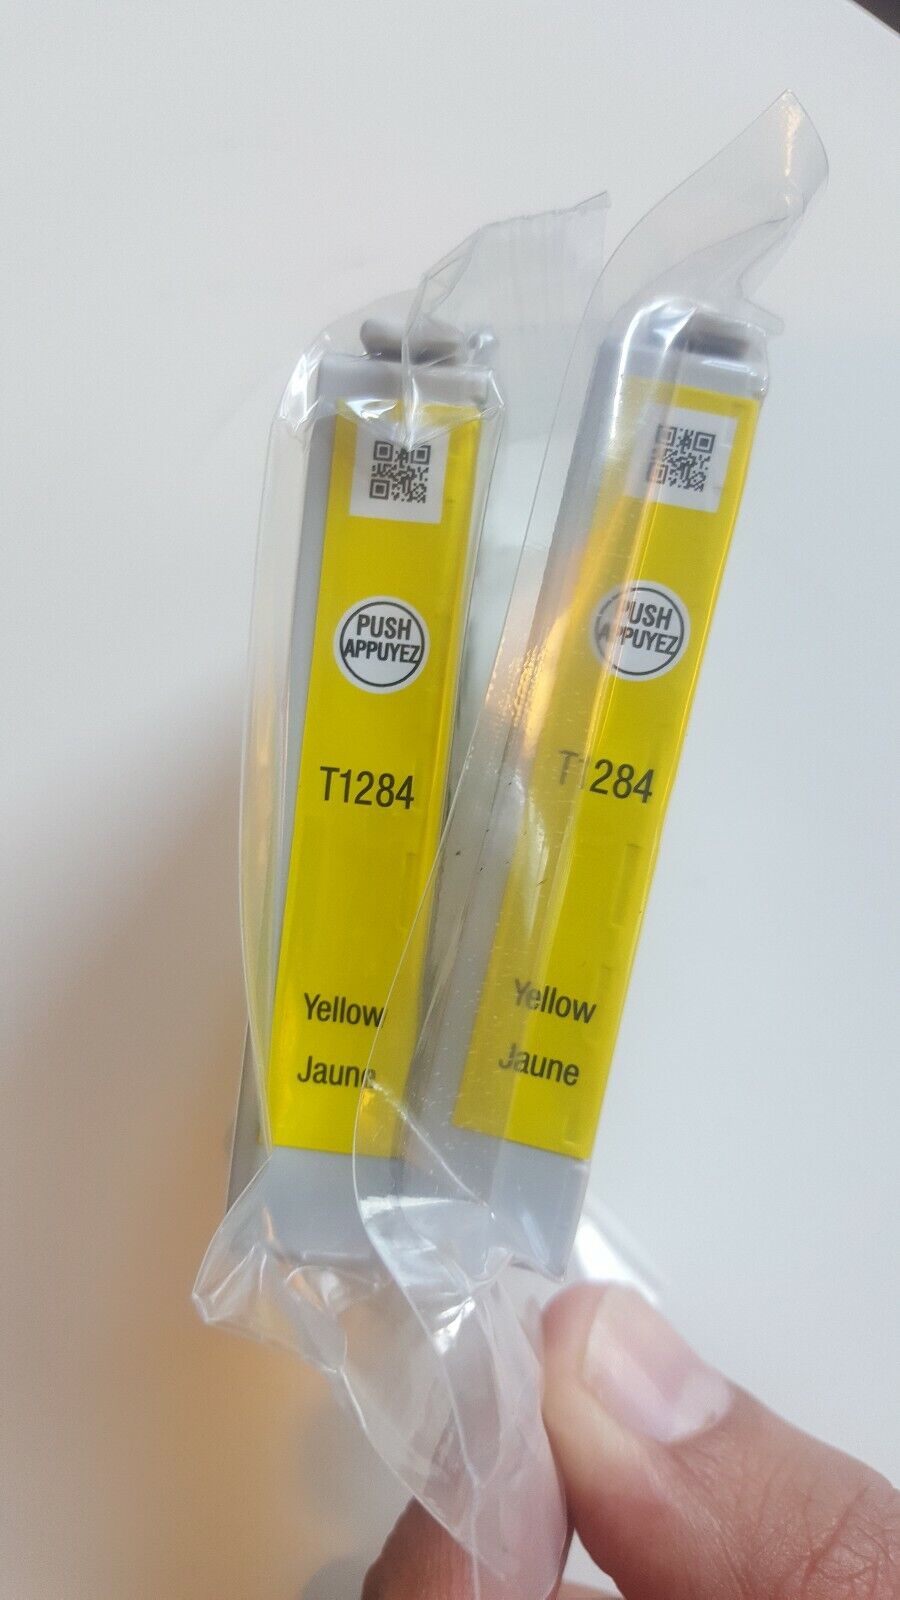 PUSH
APPUYEZ
T1284
Yellow
Jaune
PUSH
APPUYEZ
T1284
Yellow
Jaune